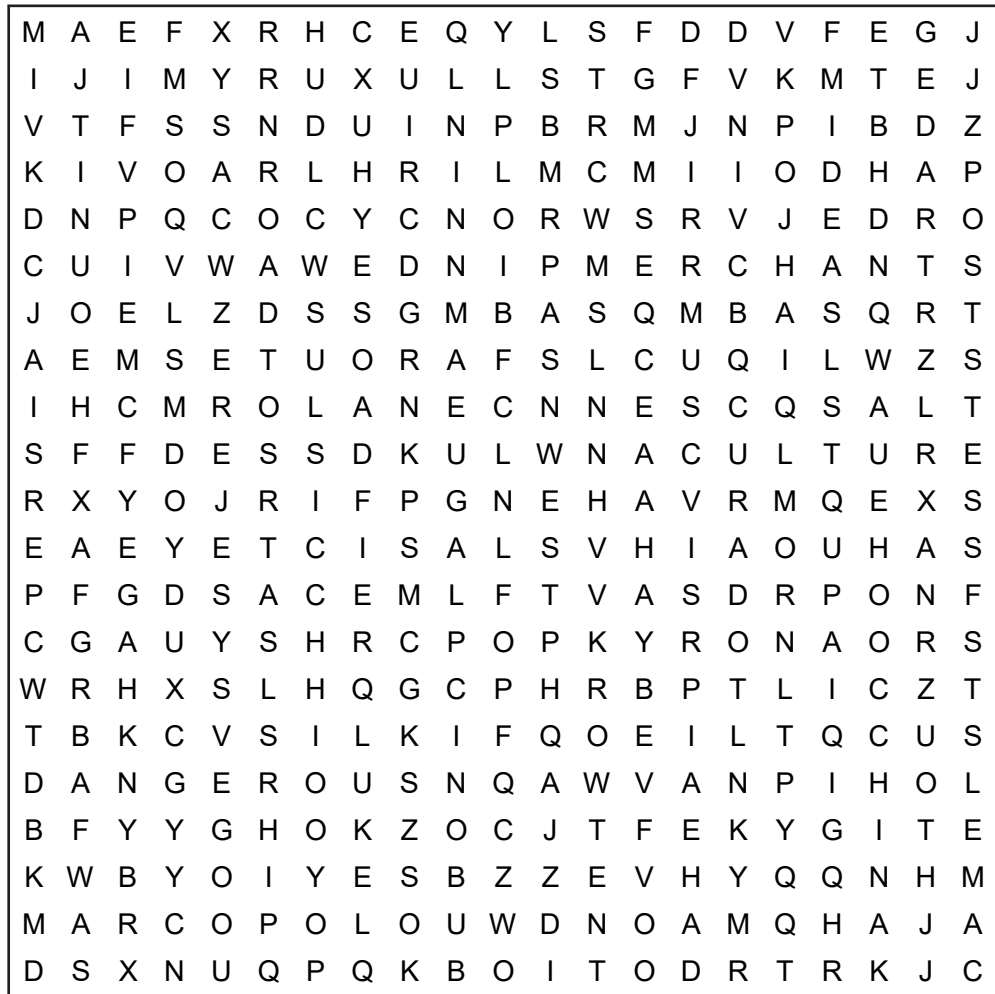 M A E F X R H C E Q Y L S F D D V F E G J
I J I M Y R U X U L L S T G F V K M T E J
V T F S S N D U I N P B R M J N P I B D Z
K I V O A R L H R I L M C M I I O D H A P
D N P Q C O C Y C N O R W S R V J E D R O
C U I V W A W E D N I P M E R C H A N T S
J O E L Z D S S G M B A S Q M B A S Q R T
A E M S E T U O R A F S L C U Q I L W Z S
I H C M R O L A N E C N N E S C Q S A L T
S F F D E S S D K U L W N A C U L T U R E
R X Y O J R I F P G N E H A V R M Q E X S
E A E Y E T C I S A L S V H I A O U H A S
P F G D S A C E M L F T V A S D R P O N F
C G A U Y S H R C P O P K Y R O N A O R S
W R H X S L H Q G C P H R B P T L I C Z T
T B K C V S I L K I F Q O E I L T Q C U S
D A N G E R O U S N Q A W V A N P I H O L
B F Y Y G H O K Z O C J T F E K Y G I T E
K W B Y O I Y E S B Z Z E V H Y Q Q N H M
M A R C O P O L O U W D N O A M Q H A J A
D S X N U Q P Q K B O I T O D R T R K J C